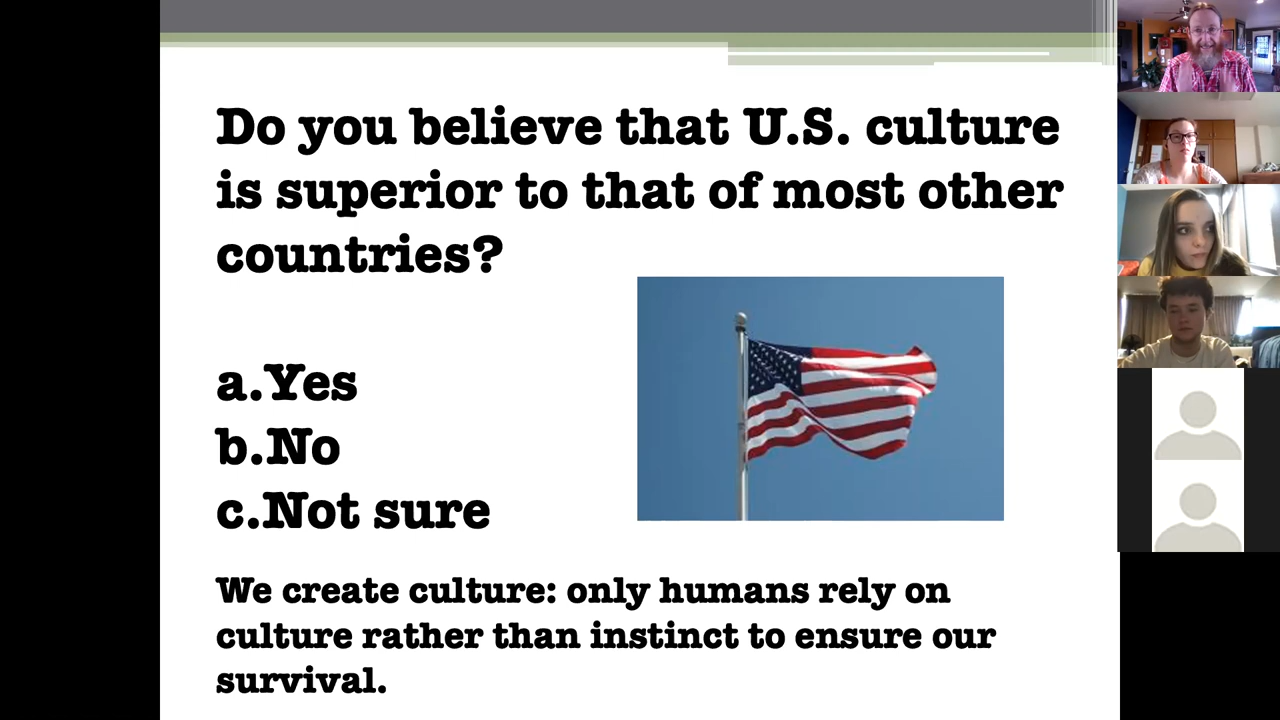 Do you believe that U.S. culture
is superior to that of most other
countries?
a.Yes
b.No
c.Not sure
We create culture: only humans rely on
culture rather than instinct to ensure our
survival.